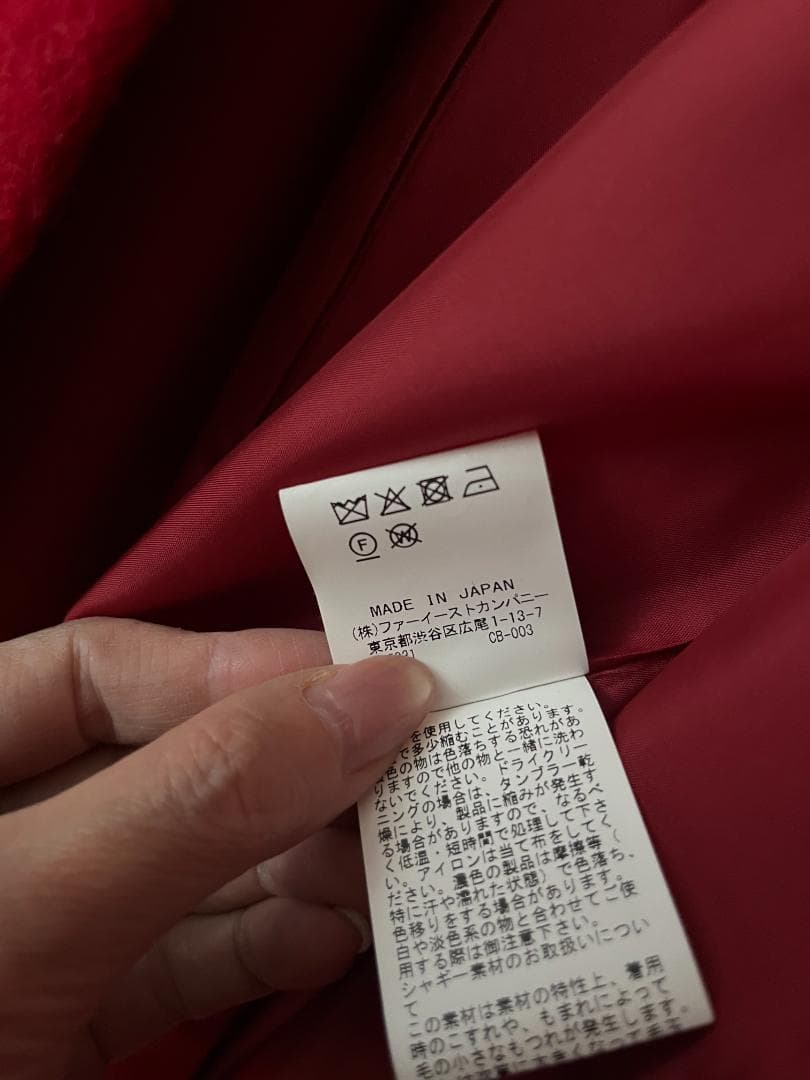 F
W
MADE IN JAPAN
(株)ファーイーストカンパニー
東京都渋谷区広尾1-13-7
CB-003
を使用してください。
で多少縮むことがあります。
色の物は色落ちする恐れがあ
りますので他の物と一緒に洗わ
ないでください。ドライクリー
ニングの場合は、タンブラー乾
燥により、製品に縮みが発生す
る場合がありますので、なるべ
く低温・短時間で処理して下さ
い。アイロンは当て布をしてく
ださい。濃色の製品は摩擦等(
特に汗や濡れた状態)で色落ち、
色移りをする場合があります。
白や淡色系の物と合わせてご使
用する際は御注意下さい。
シャギー素材のお取扱いについ
て
この素材は素材の特性上、着用
時のこすれや、もまれによって
毛の小さなもつれが発生します。